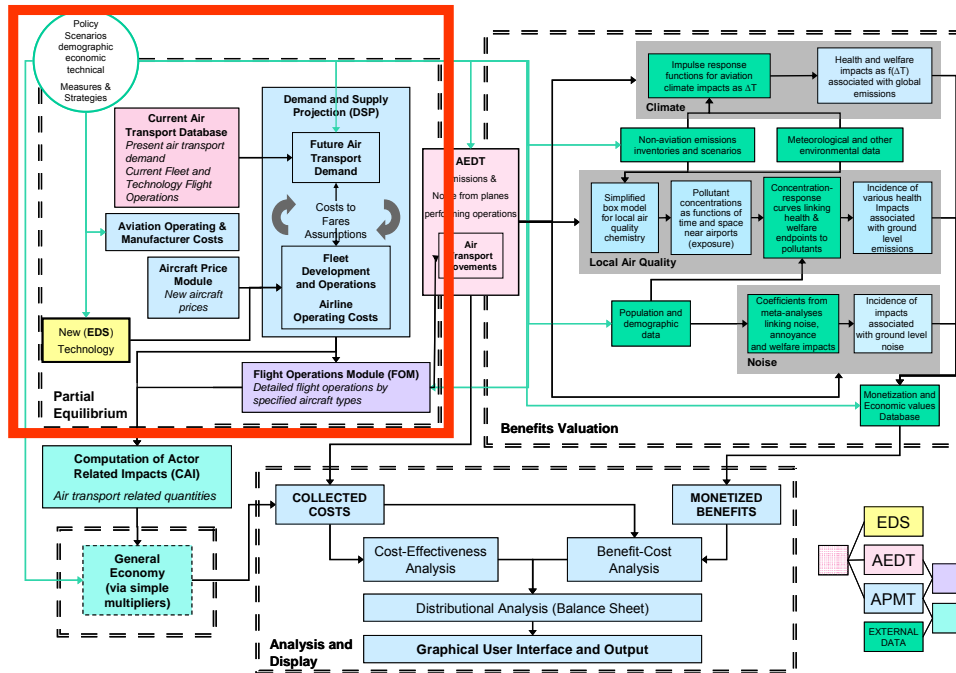 Policy
Scenarios
demographic
economic
technical
Measures &
Strategies
Current Air
Transport Database
Present air transport
demand
Current Fleet and
Technology Flight
Operations
Aviation Operating &
Manufacturer Costs
Aircraft Price
Module
New aircraft
prices
New (EDS)
Technology
Demand and Supply
Projection (DSP)
Future Air
Transport
Demand
Costs to
Fares
Assumptions
Fleet
Development
and Operations
Airline
Operating Costs
Flight Operations Module (FOM)
Detailed flight operations by
specified aircraft types
Partial
Equilibrium
AEDT
Emissions &
Noise from planes
performing operations
Air
Transport
Movements
Impulse response
functions for aviation
climate impacts as ΔT
Health and welfare
impacts as f(ΔT)
associated with global
emissions
Climate
Non-aviation emissions
inventories and scenarios
Meteorological and other
environmental data
Simplified
box model
for local air
quality
chemistry
Pollutant
concentrations
as functions of
time and space
near airports
(exposure)
Concentration-
response
curves linking
health &
welfare
endpoints to
pollutants
Incidence of
various health
Impacts
associated
with ground
level
emissions
Local Air Quality
Population and
demographic data
Coefficients from
meta-analyses
linking noise,
annoyance
and welfare impacts
Incidence of
impacts
associated
with ground level
noise
Noise
Monetization and
Economic values
Database
Benefits Valuation
Computation of Actor
Related Impacts (CAI)
Air transport related quantities
General
Economy
(via simple
multipliers)
COLLECTED
COSTS
MONETIZED
BENEFITS
Cost-Effectiveness
Analysis
Benefit-Cost
Analysis
Distributional Analysis (Balance Sheet)
Graphical User Interface and Output
Analysis and
Display
EDS
AEDT
APMT
EXTERNAL
DATA